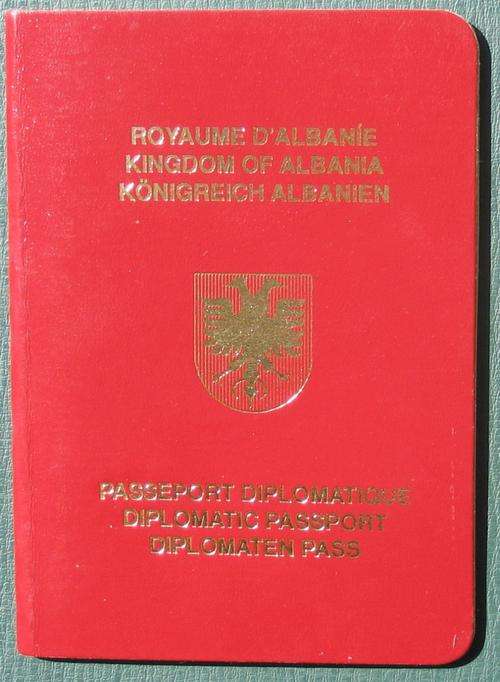 ROYAUME D'ALBANÍE
KINGDOM OF ALBANIA
KÖNIGREICH ALBANIEN
PASSEPORT DIPLOMATIQUE
DIPLOMATIC PASSPORT
DIPLOMATEN PASS